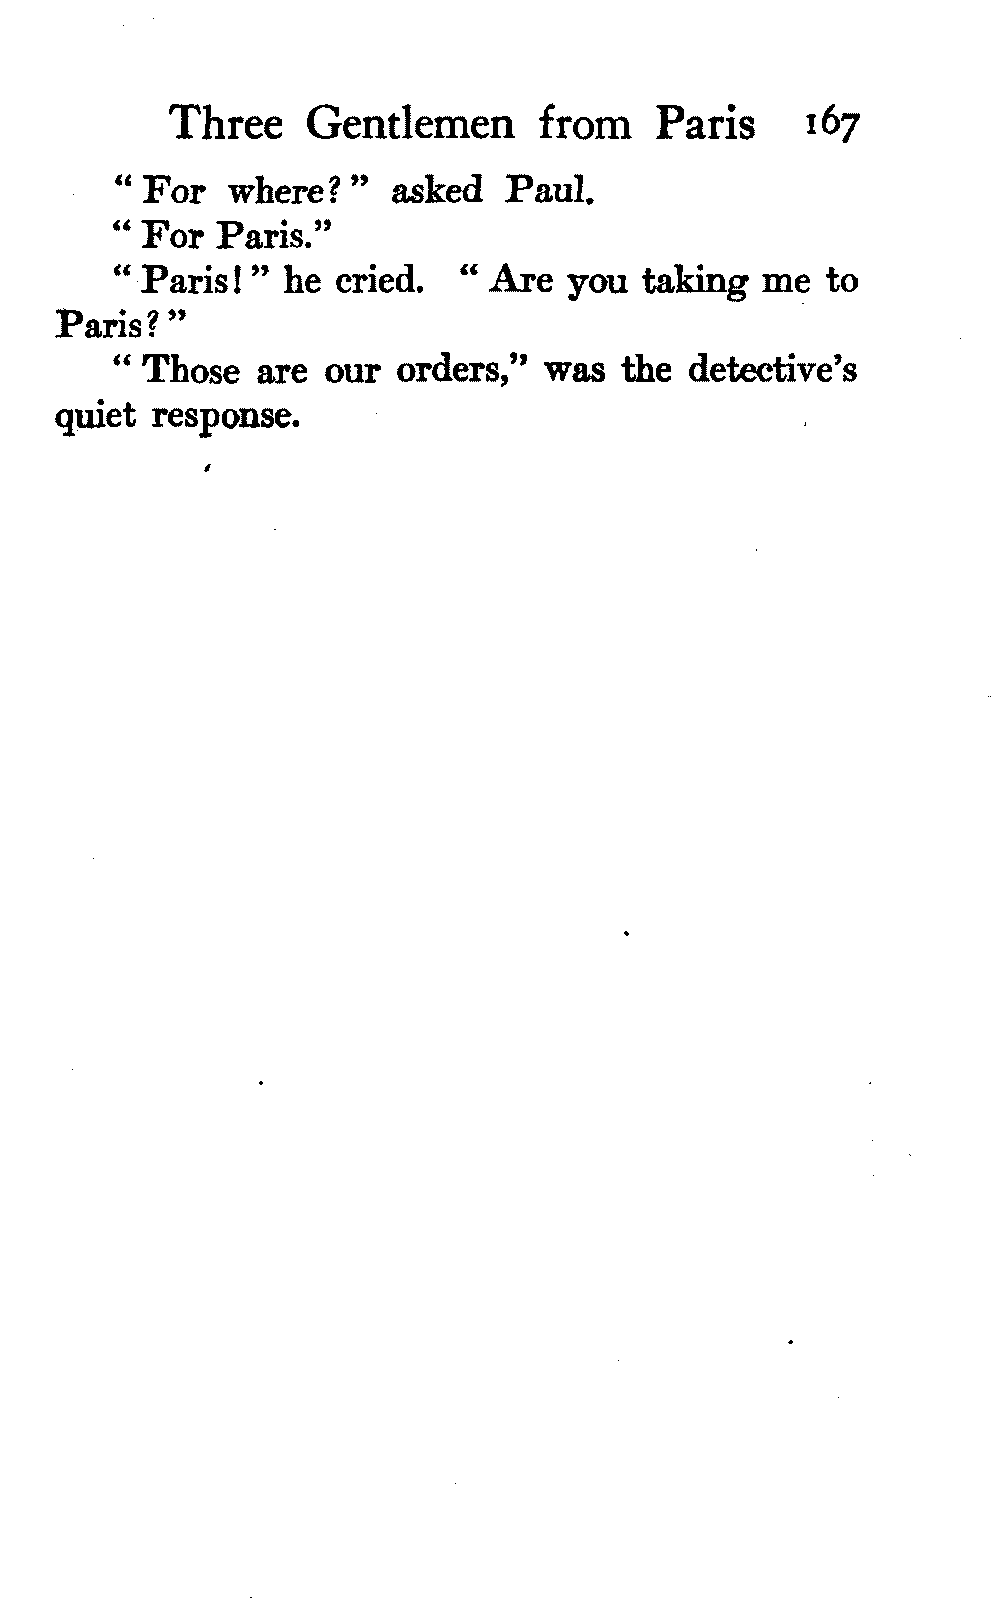 Three Gentlemen from Paris 167
“ For where? ” asked Paul.
“ For Paris.”
“ Paris! ” he cried. “ Are you taking me to
Paris? ”
“ Those are our orders,” was the detective’s
quiet response.